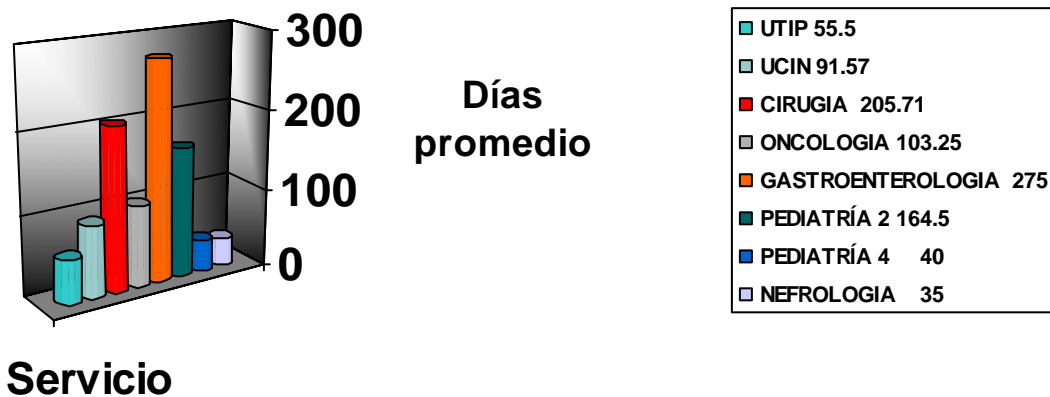 300
200
100
0
Días
promedio
UTIP 55.5
UCIN 91.57
CIRUGIA 205.71
ONCOLOGIA 103.25
GASTROENTEROLOGIA 275
PEDIATRÍA 2 164.5
PEDIATRÍA 4 40
NEFROLOGIA 35
Servicio